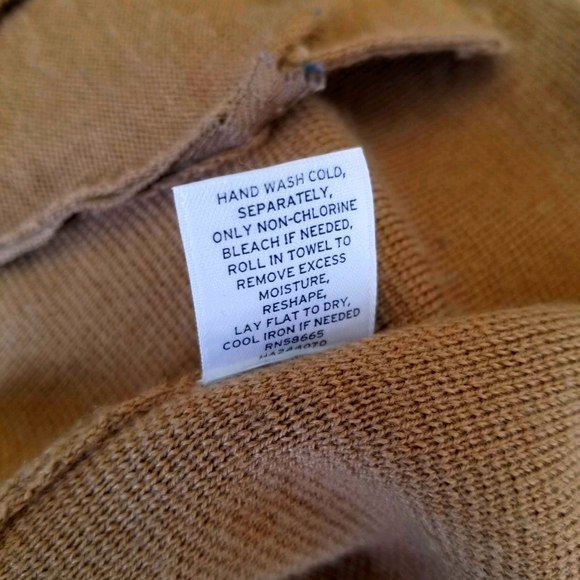 HAND WASH COLD,
SEPARATELY,
ONLY NON-CHLORINE
BLEACH IF NEEDED,
ROLL IN TOWEL TO
REMOVE EXCESS
MOISTURE,
RESHAPE,
LAY FLAT TO DRY,
COOL IRON IF NEEDED
RN58665